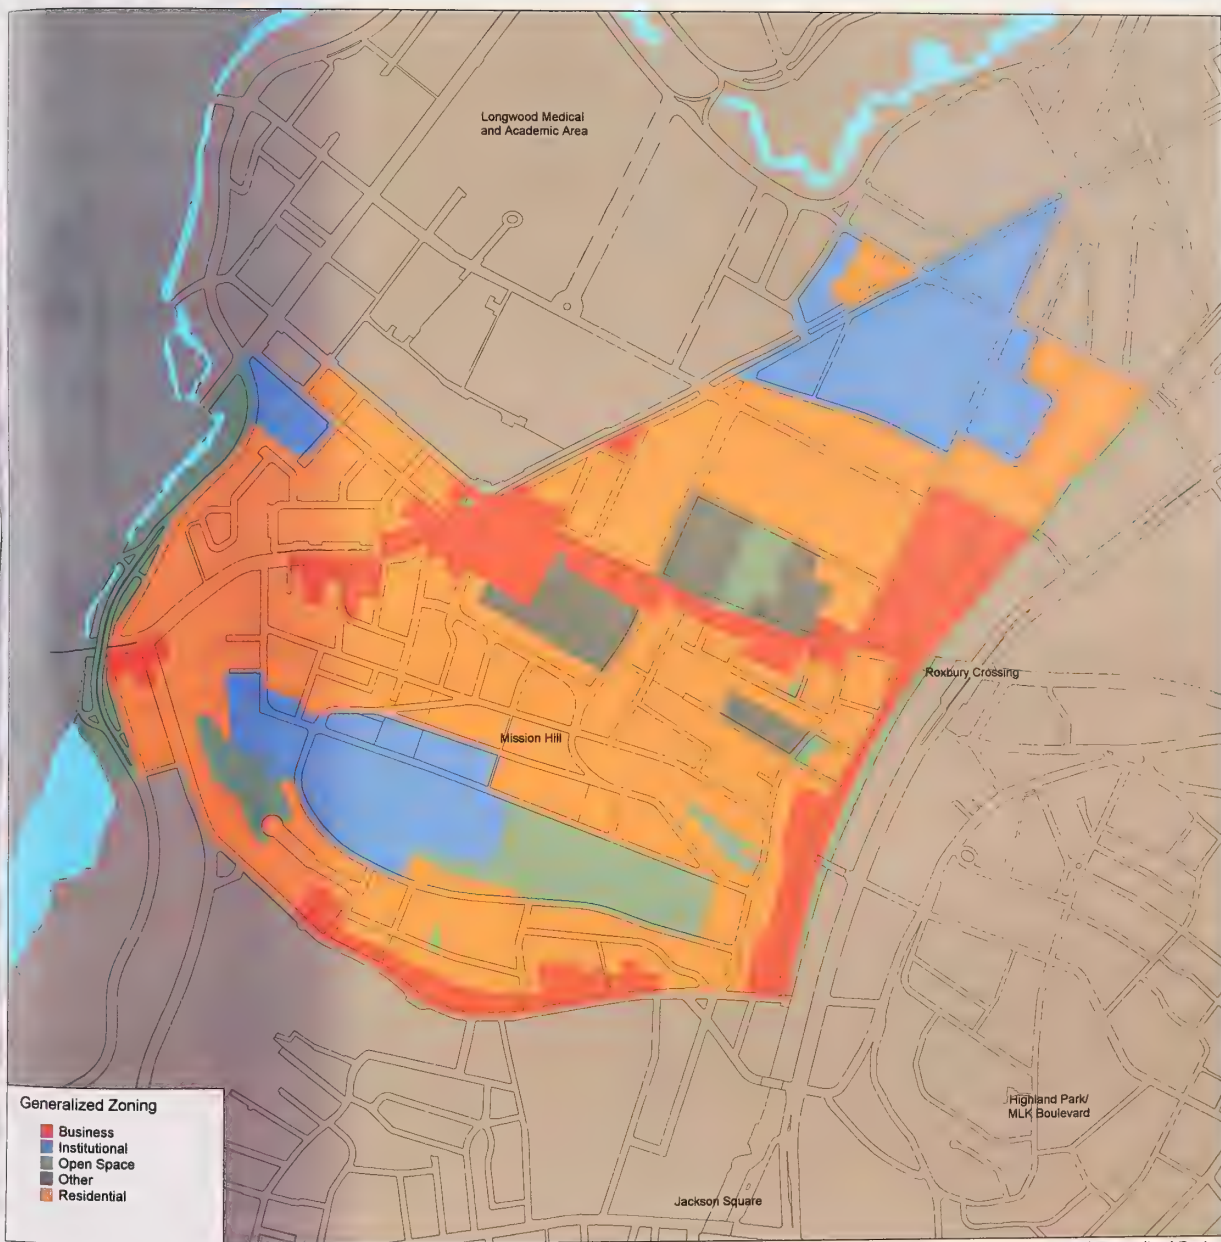 Longwood Medical
and Academic Area
Roxbury Crossing
Mission Hill
Highland Park/
MLK Boulevard
Jackson Square
Generalized Zoning
Business
Institutional
Open Space
Other
Residential